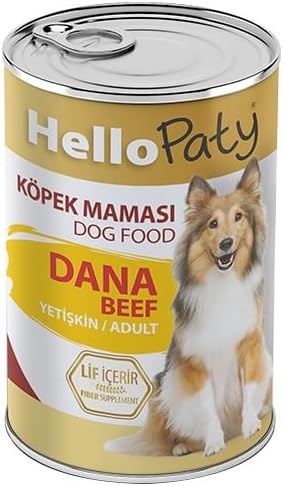 HelloPaty®
KÖPEK MAMASI
DOG FOOD
DANA
BEEF
YETİŞKİN / ADULT
LİF İÇERİR
FIBER SUPPLEMENT